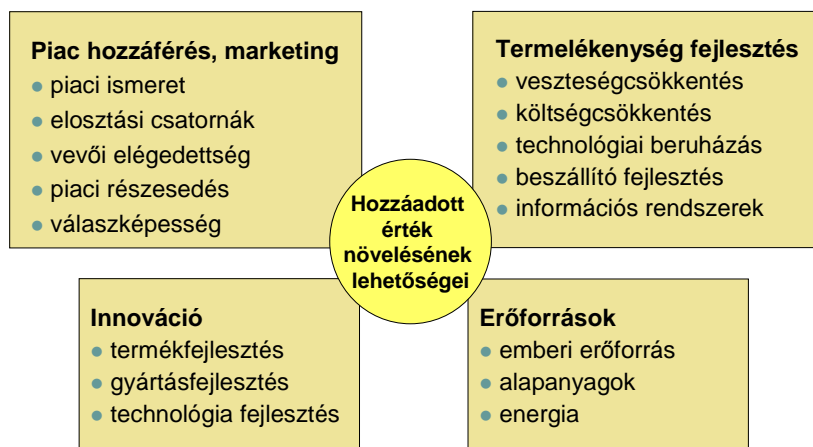 Piac hozzáférés, marketing
• piaci ismeret
• elosztási csatornák
• vevői elégedettség
• piaci részesedés
• válaszképesség
Termelékenység fejlesztés
• veszteségcsökkentés
• költségcsökkentés
• technológiai beruházás
• beszállító fejlesztés
• információs rendszerek
Hozzáadott
érték
növelésének
lehetőségei
Innováció
• termékfejlesztés
• gyártásfejlesztés
• technológia fejlesztés
Erőforrások
• emberi erőforrás
• alapanyagok
• energia